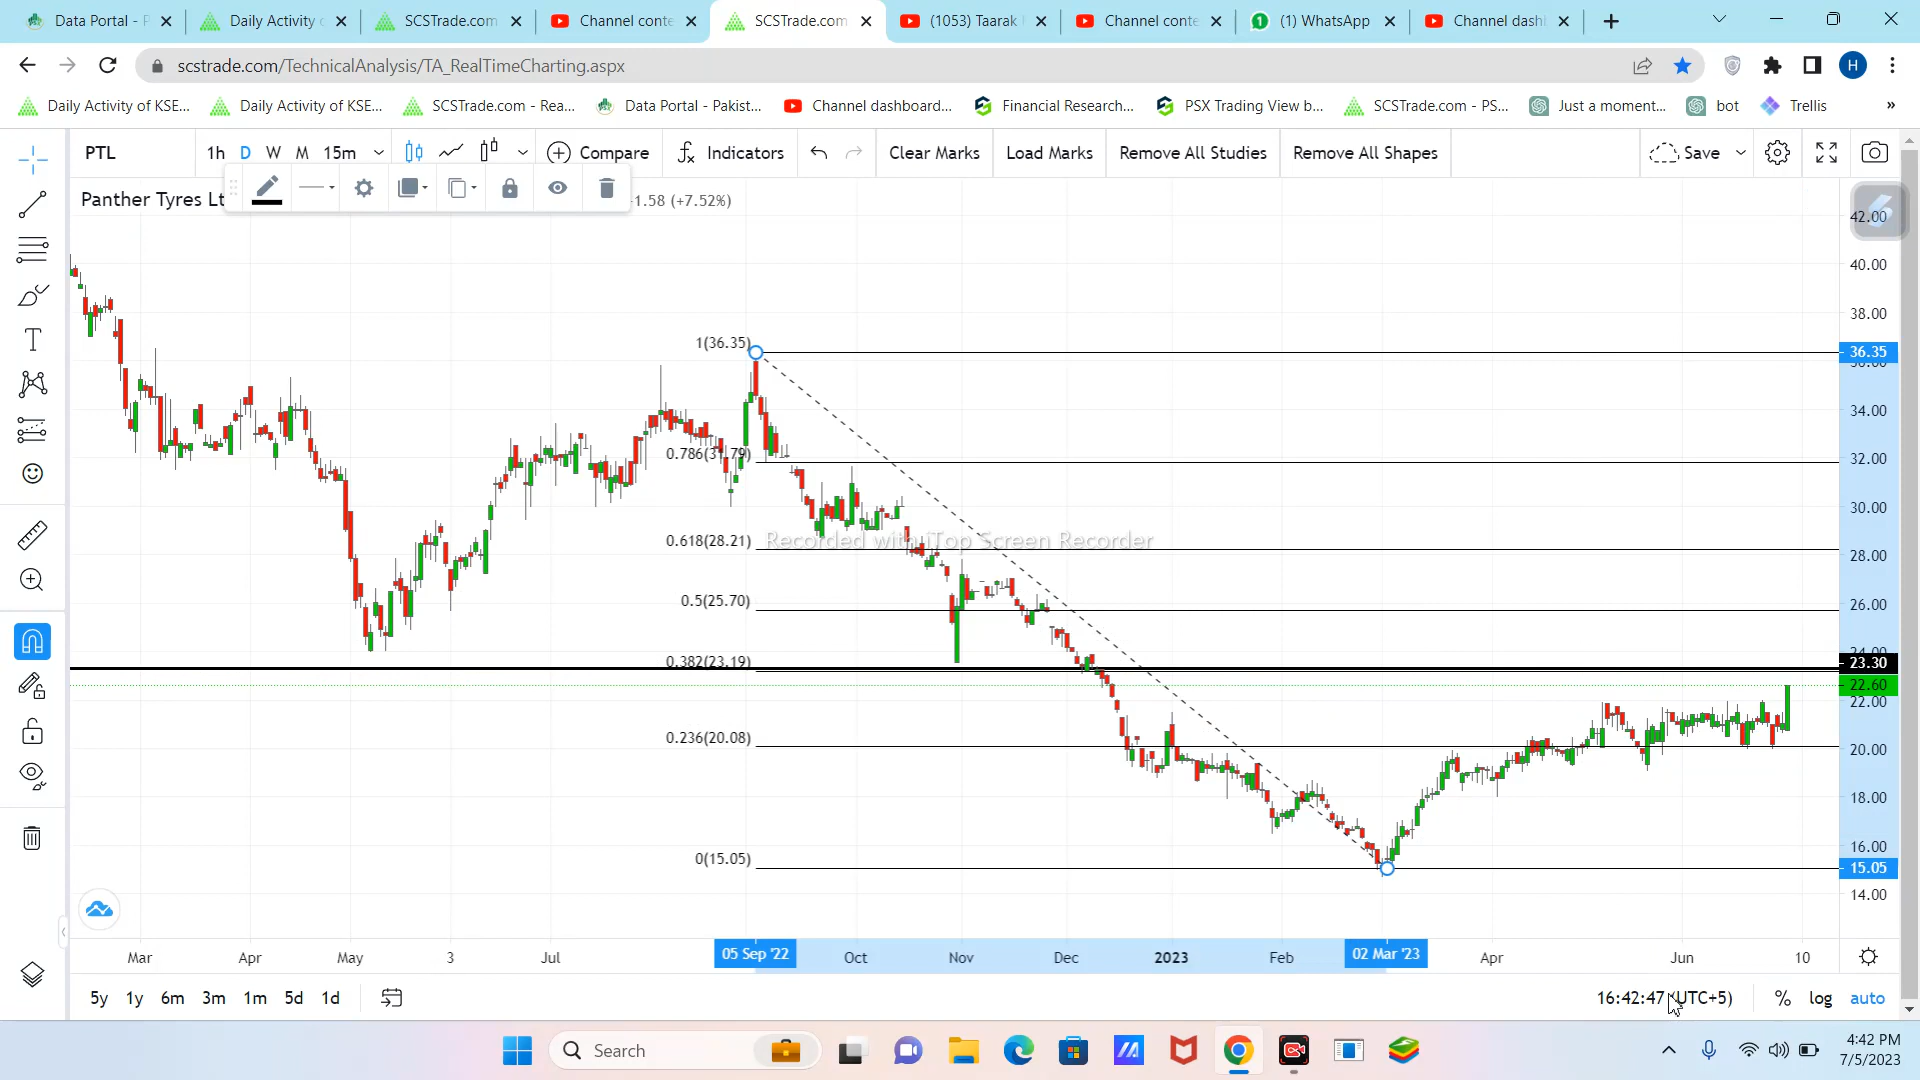 Data Portal - P
Daily Activity o
SCSTrade.com
Channel conte
SCSTrade.com
(1053) Taarak
Channel conte
(1) WhatsApp
Channel dash
scstrade.com/TechnicalAnalysis/TA_RealTimeCharting.aspx
H
Daily Activity of KSE...
Daily Activity of KSE...
SCSTrade.com - Rea...
Data Portal - Pakist...
Channel dashboard...
Financial Research...
PSX Trading View b...
SCSTrade.com - PS...
Just a moment...
bot
Trellis
»
PTL
1h D W M 15m
Compare
Indicators
Clear Marks
Load Marks
Remove All Studies
Remove All Shapes
Save
Panther Tyres Lt
1.58 (+7.52%)
42.00
40.00
38.00
1(36.35)
36.35
34.00
0.786(31.79)
32.00
30.00
0.618(28.21)
Recorded with iTop Screen Recorder
28.00
0.5(25.70)
26.00
0.382(23.19)
23.30
22.60
22.00
0.236(20.08)
20.00
18.00
16.00
0(15.05)
15.05
14.00
Mar Apr May 3 Jul 05 Sep '22 Oct Nov Dec 2023 Feb 02 Mar '23 Apr Jun 10
5y 1y 6m 3m 1m 5d 1d
16:42:47 (UTC+5)
% log auto
Search
4:42 PM
7/5/2023